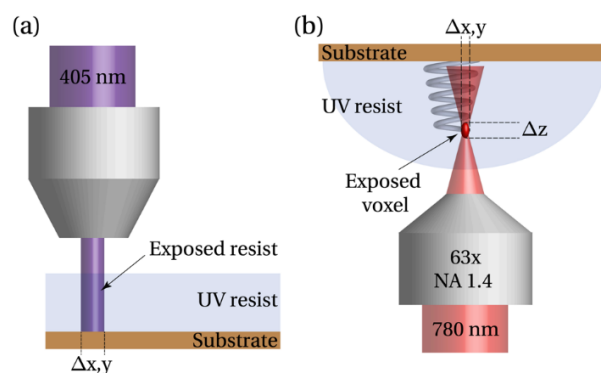 (a)
405 nm
Exposed resist
UV resist
Substrate
Δx,y
(b)
Δx,y
Substrate
UV resist
Δz
Exposed
voxel
63x
NA 1.4
780 nm